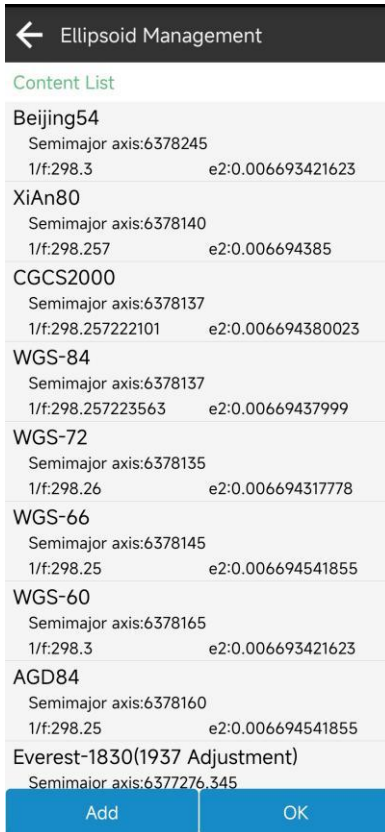 Ellipsoid Management
Content List
Beijing54
Semimajor axis:6378245
1/f:298.3 e2:0.006693421623
XiAn80
Semimajor axis:6378140
1/f:298.257 e2:0.006694385
CGCS2000
Semimajor axis:6378137
1/f:298.257222101 e2:0.006694380023
WGS-84
Semimajor axis:6378137
1/f:298.257223563 e2:0.00669437999
WGS-72
Semimajor axis:6378135
1/f:298.26 e2:0.006694317778
WGS-66
Semimajor axis:6378145
1/f:298.25 e2:0.006694541855
WGS-60
Semimajor axis:6378165
1/f:298.3 e2:0.006693421623
AGD84
Semimajor axis:6378160
1/f:298.25 e2:0.006694541855
Everest-1830(1937 Adjustment)
Semimajor axis:6377276.345
Add OK